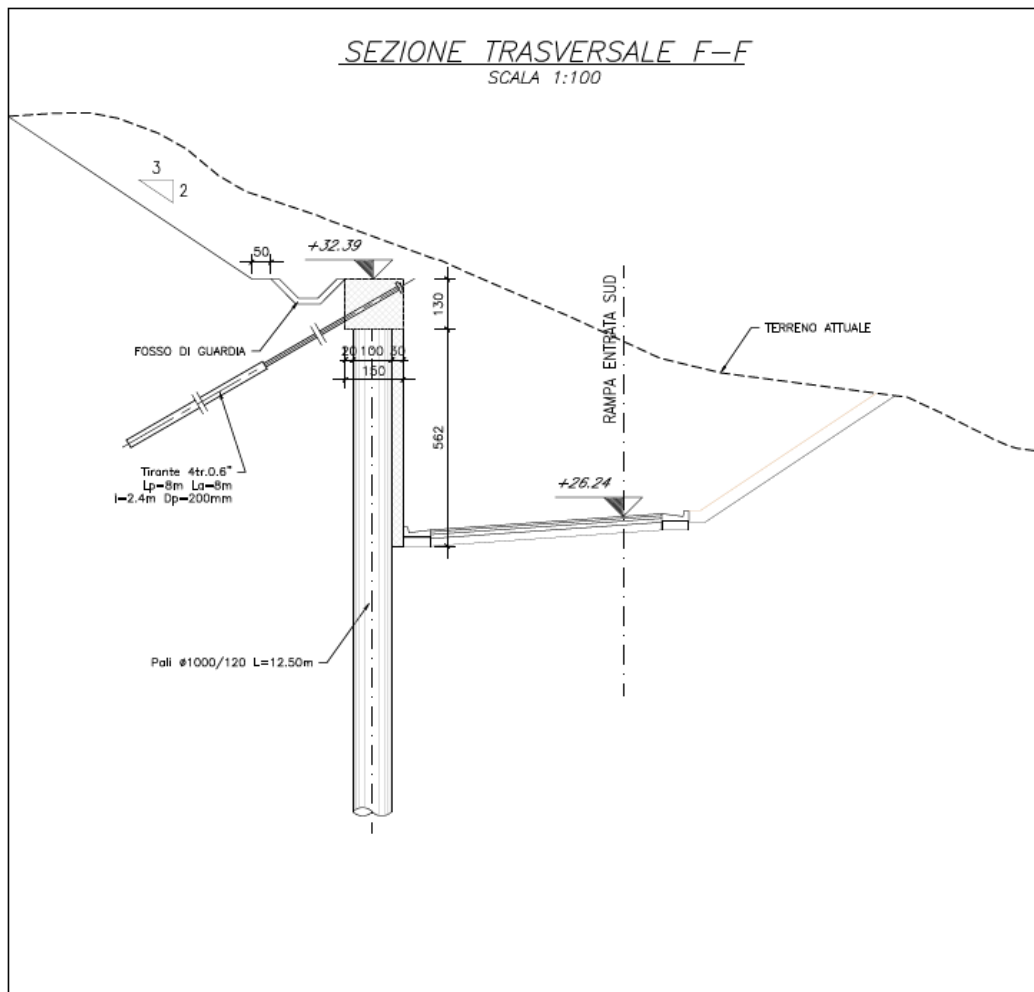 SEZIONE TRASVERSALE F-F
SCALA 1:100
3
2
50
+32.39
130
FOSSO DI GUARDIA
20 100 30
150
562
RAMPA ENTRATA SUD
TERRENO ATTUALE
Tirante 4tr.0.6"
Lp=8m La=8m
i=2.4m Dp=200mm
+26.24
Pali ø1000/120 L=12.50m